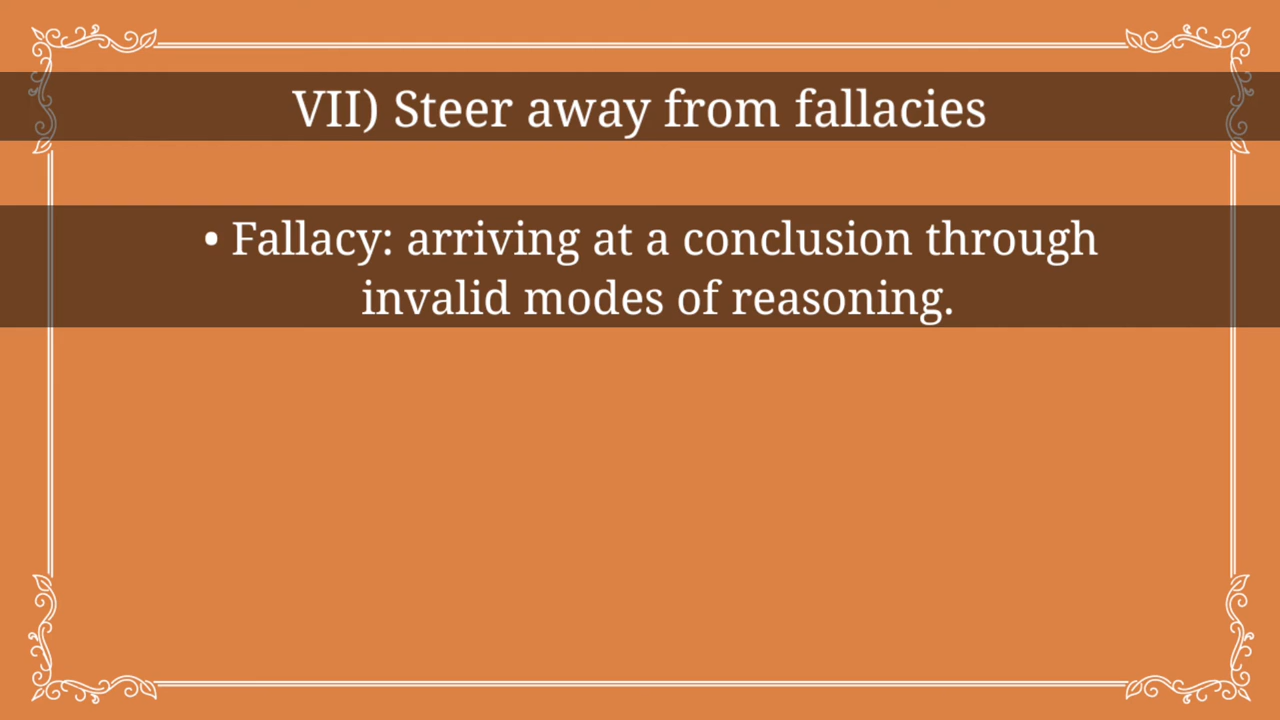 VII) Steer away from fallacies
• Fallacy: arriving at a conclusion through
invalid modes of reasoning.